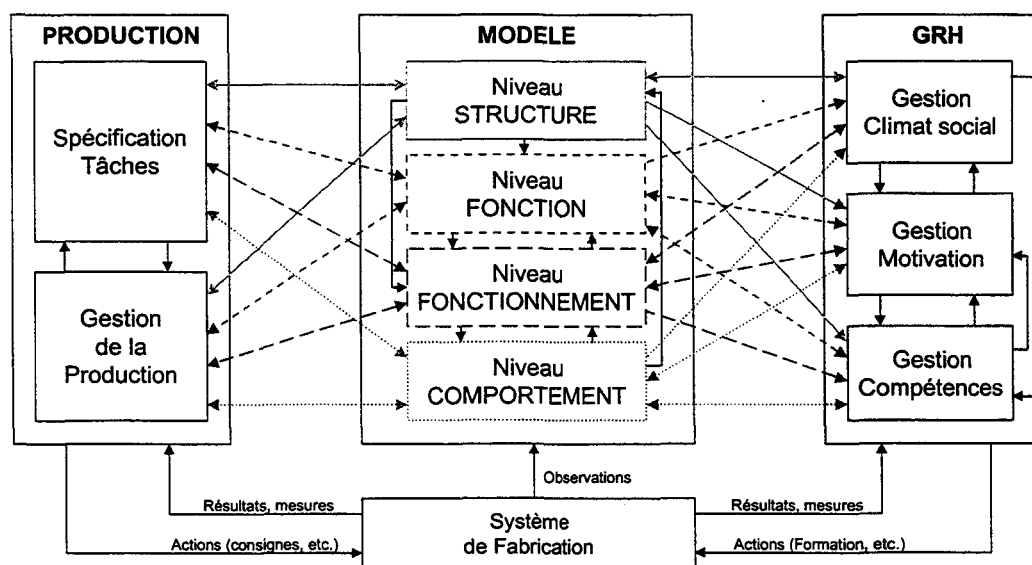 PRODUCTION
Spécification
Tâches
Gestion
de la
Production
MODELE
Niveau
STRUCTURE
Niveau
FONCTION
Niveau
FONCTIONNEMENT
Niveau
COMPORTEMENT
GRH
Gestion
Climat social
Gestion
Motivation
Gestion
Compétences
Observations
Résultats, mesures
Résultats, mesures
Système
de Fabrication
Actions (consignes, etc.)
Actions (Formation, etc.)